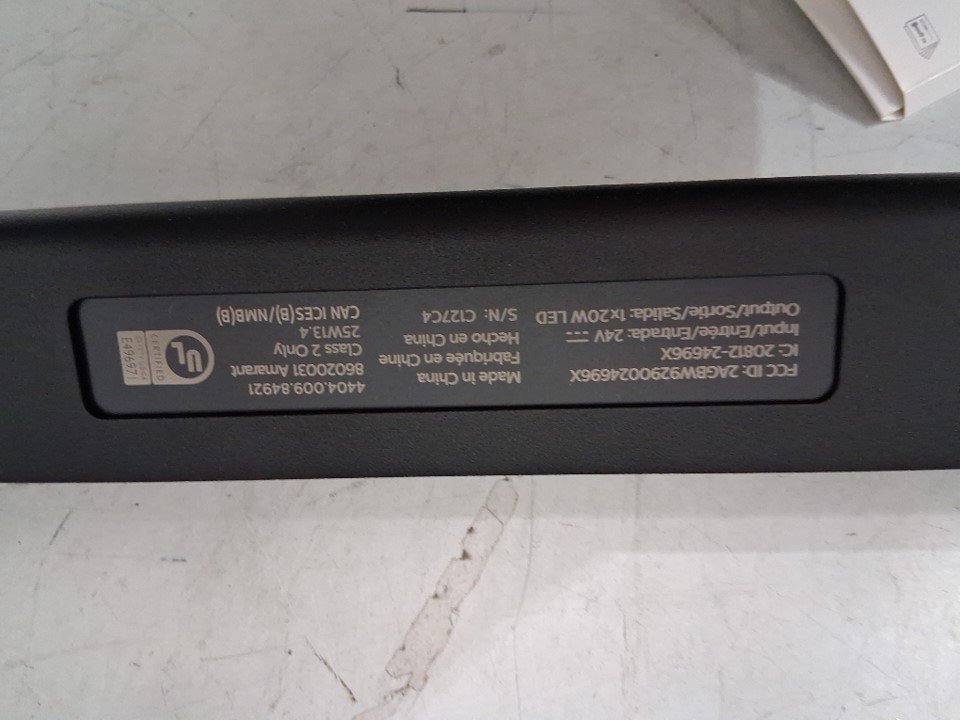 FCC ID: 2AGBW9290024696X
IC: 20812-24696X
Input/Entrée/Entrada: 24V ⎓
Output/Sortie/Salida: 1x20W LED
Made in China
Fabriquée en Chine
Hecho en China
S/N: C127C4
4404.009.84921
86020031 Amarant
Class 2 Only
25W13.4
CAN ICES(B)/NMB(B)
UL
CERTIFIED
E496971